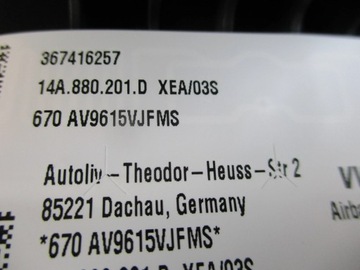 367416257
14A.880.201.D XEA/03S
670 AV9615VJFMS
Autoliv-Theodor-Heuss-Str 2
85221 Dachau, Germany
*670 AV9615VJFMS*